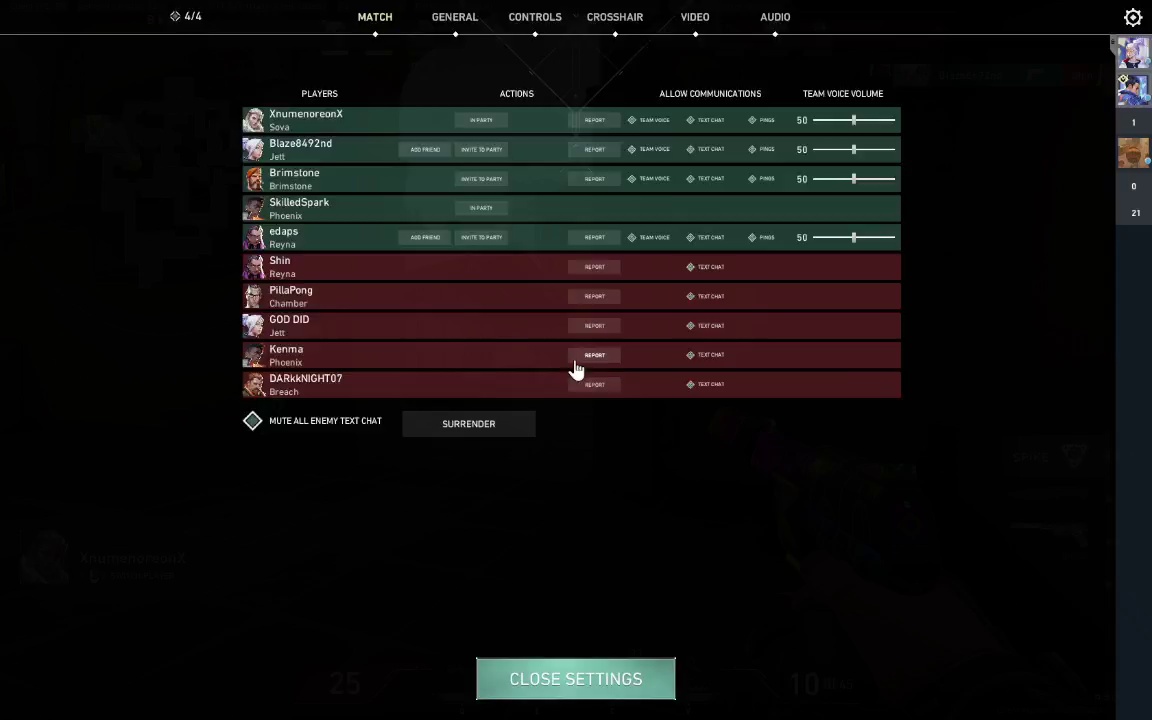 4/4 MATCH GENERAL CONTROLS CROSSHAIR VIDEO AUDIO
PLAYERS ACTIONS ALLOW COMMUNICATIONS TEAM VOICE VOLUME
XnumenoreonX
Sova
IN PARTY REPORT TEAM VOICE TEXT CHAT PINGS 50
Blaze8492nd
Jett
ADD FRIEND INVITE TO PARTY REPORT TEAM VOICE TEXT CHAT PINGS 50
Brimstone
Brimstone
INVITE TO PARTY REPORT TEAM VOICE TEXT CHAT PINGS 50
SkilledSpark
Phoenix
IN PARTY
edaps
Reyna
ADD FRIEND INVITE TO PARTY REPORT TEAM VOICE TEXT CHAT PINGS 50
Shin
Reyna
REPORT TEXT CHAT
PillaPong
Chamber
REPORT TEXT CHAT
GOD DID
Jett
REPORT TEXT CHAT
Kenma
Phoenix
REPORT TEXT CHAT
DARkkNIGHT07
Breach
REPORT TEXT CHAT
1
0
21
MUTE ALL ENEMY TEXT CHAT SURRENDER
SPIKE
XnumenoreonX
CLOSE SETTINGS
25 10